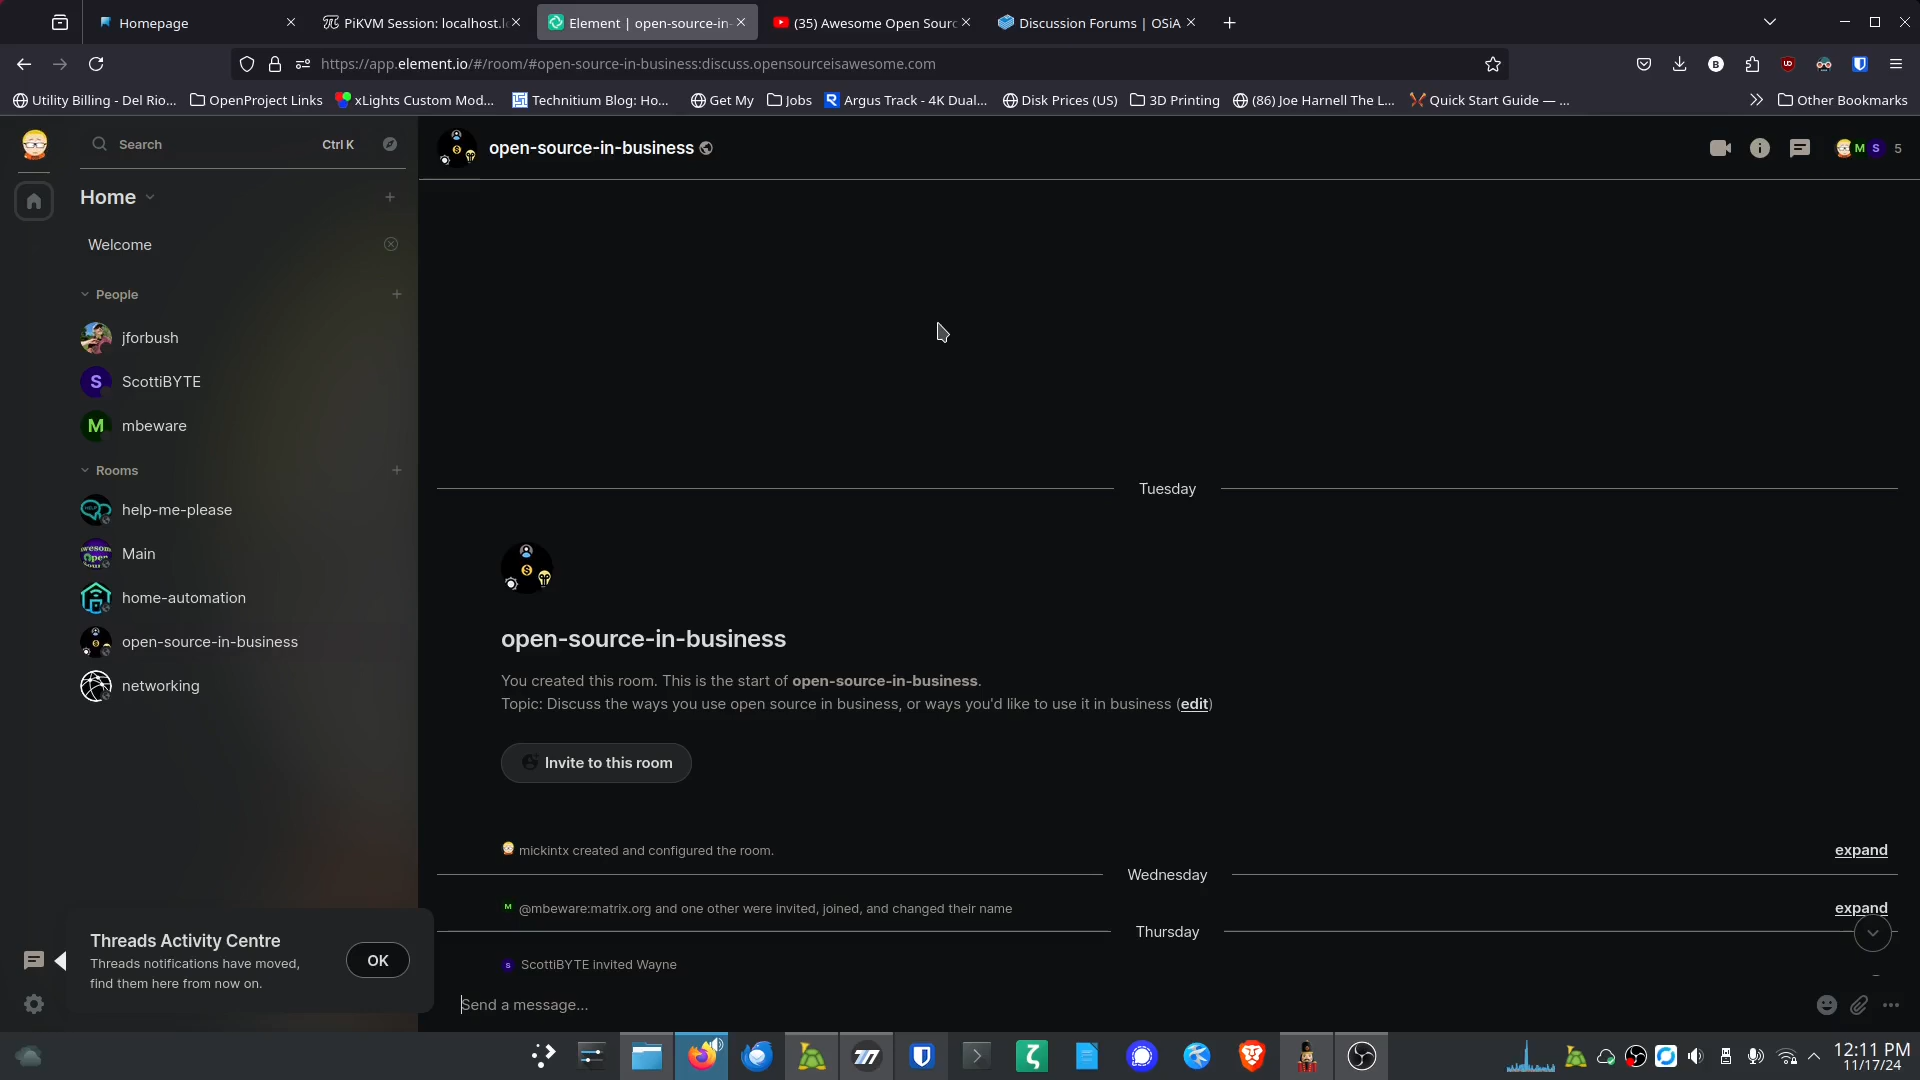 Homepage
PiKVM Session: localhost.l
Element | open-source-in-
(35) Awesome Open Sourc
Discussion Forums | OSiA
https://app.element.io/#/room/#open-source-in-business:discuss.opensourceisawesome.com
Utility Billing - Del Rio...
OpenProject Links
xLights Custom Mod...
Technitium Blog: Ho...
Get My
Jobs
Argus Track - 4K Dual...
Disk Prices (US)
3D Printing
(86) Joe Harnell The L...
Quick Start Guide — ...
Other Bookmarks
Search
Ctrl K
open-source-in-business
M
S
5
Home
Welcome
People
jforbush
S
ScottiBYTE
M
mbeware
Rooms
help-me-please
Main
home-automation
open-source-in-business
networking
Tuesday
open-source-in-business
You created this room. This is the start of open-source-in-business.
Topic: Discuss the ways you use open source in business, or ways you'd like to use it in business (edit)
Invite to this room
mickintx created and configured the room.
expand
Wednesday
M
@mbeware:matrix.org and one other were invited, joined, and changed their name
expand
Thursday
S
ScottiBYTE invited Wayne
Threads Activity Centre
Threads notifications have moved,
find them here from now on.
OK
Send a message...
12:11 PM
11/17/24